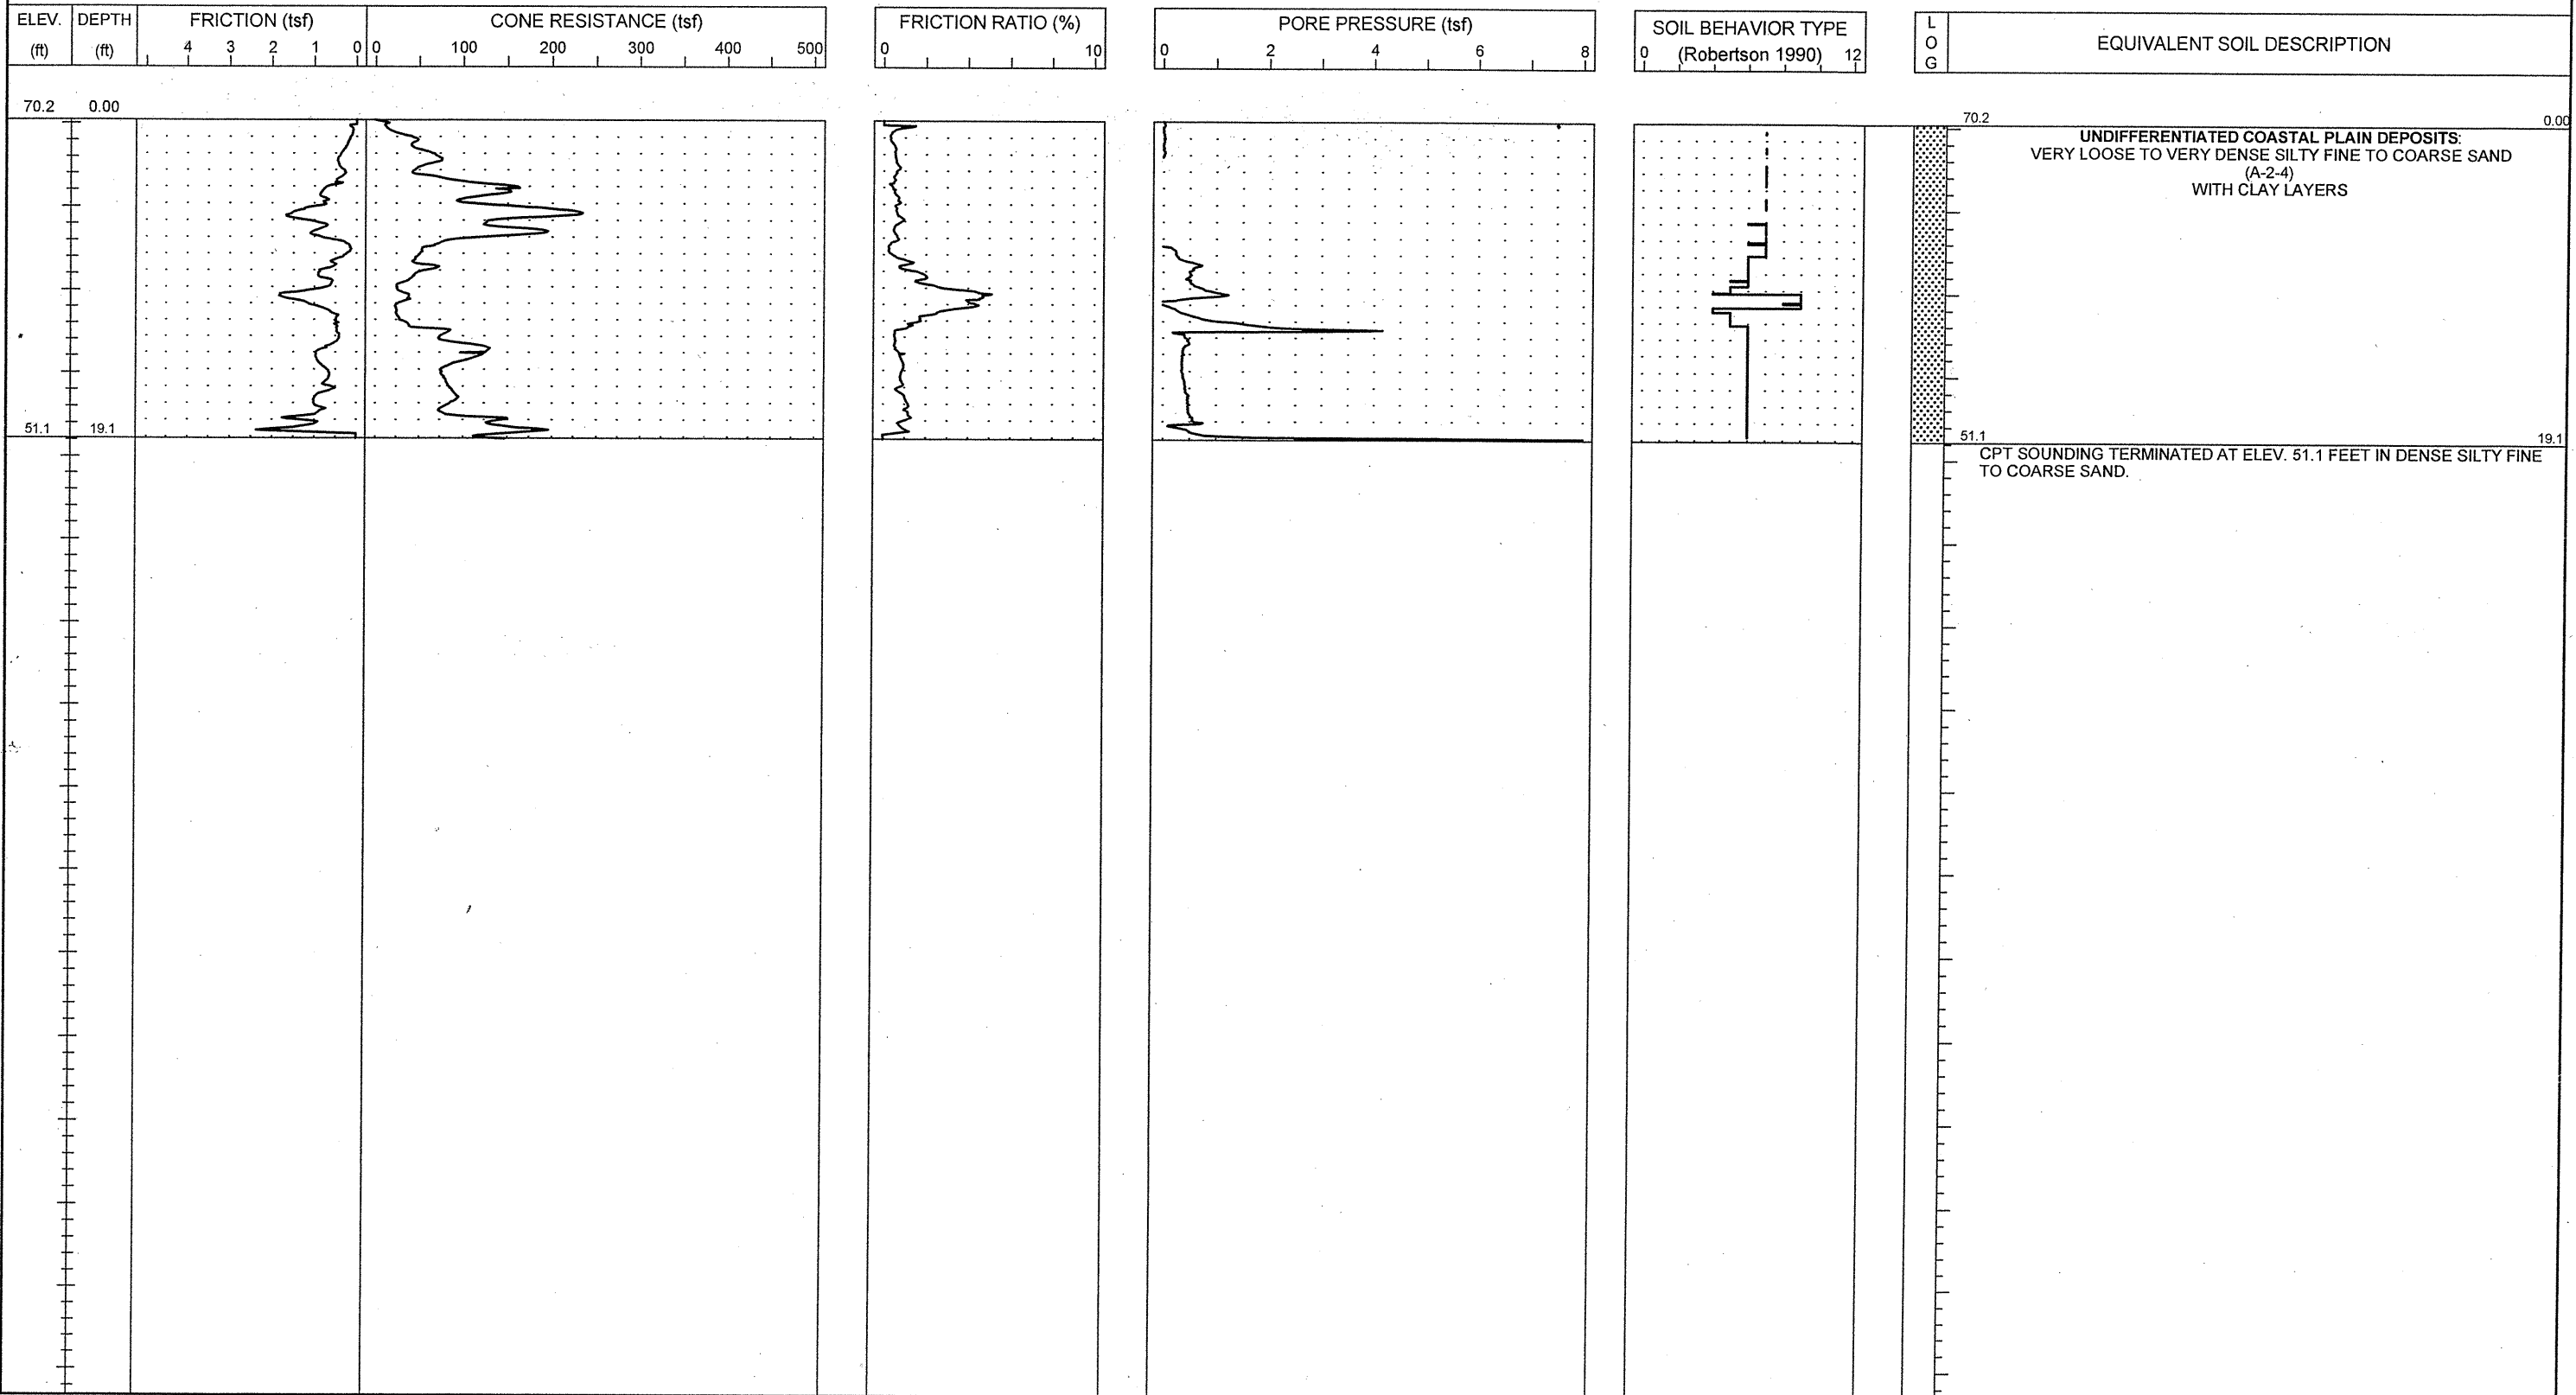 ELEV. DEPTH FRICTION (tsf) CONE RESISTANCE (tsf) FRICTION RATIO (%) PORE PRESSURE (tsf) SOIL BEHAVIOR TYPE LOG EQUIVALENT SOIL DESCRIPTION
(ft) (ft) 4 3 2 1 0 0 100 200 300 400 500 0 10 0 2 4 6 8 0 (Robertson 1990) 12
70.2 0.00
70.2 0.00
UNDIFFERENTIATED COASTAL PLAIN DEPOSITS:
VERY LOOSE TO VERY DENSE SILTY FINE TO COARSE SAND
(A-2-4)
WITH CLAY LAYERS
51.1 19.1
51.1 19.1
CPT SOUNDING TERMINATED AT ELEV. 51.1 FEET IN DENSE SILTY FINE
TO COARSE SAND.